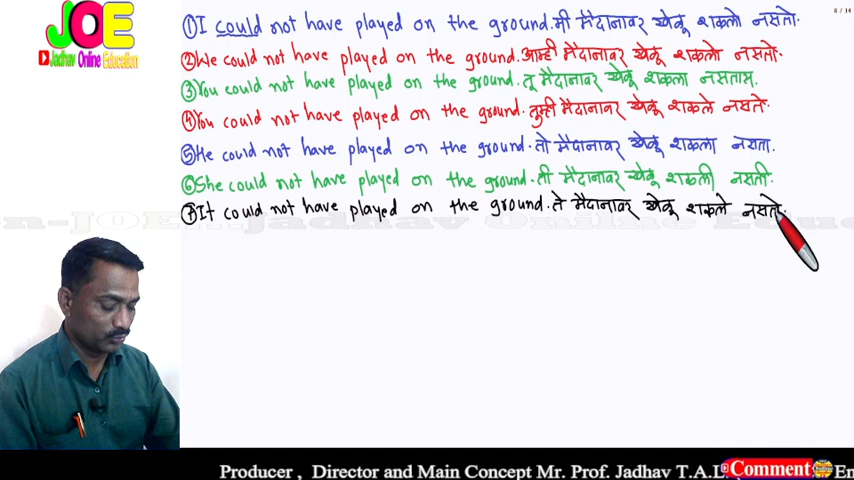 JOE
Jadhav Online Education
8 / 14
①I could not have played on the ground. मी मैदानावर खेळू शकलो नसतो.
②We could not have played on the ground. आम्ही मैदानावर खेळू शकलो नसतो.
③You could not have played on the ground. तू मैदानावर खेळू शकला नसतास.
④You could not have played on the ground. तुम्ही मैदानावर खेळू शकले नसते.
⑤He could not have played on the ground. तो मैदानावर खेळू शकला नसता.
⑥She could not have played on the ground. ती मैदानावर खेळू शकली नसती.
⑦It could not have played on the ground. ते मैदानावर खेळू शकले नसते.
Producer , Director and Main Concept Mr. Prof. Jadhav T.A.L.
Comment